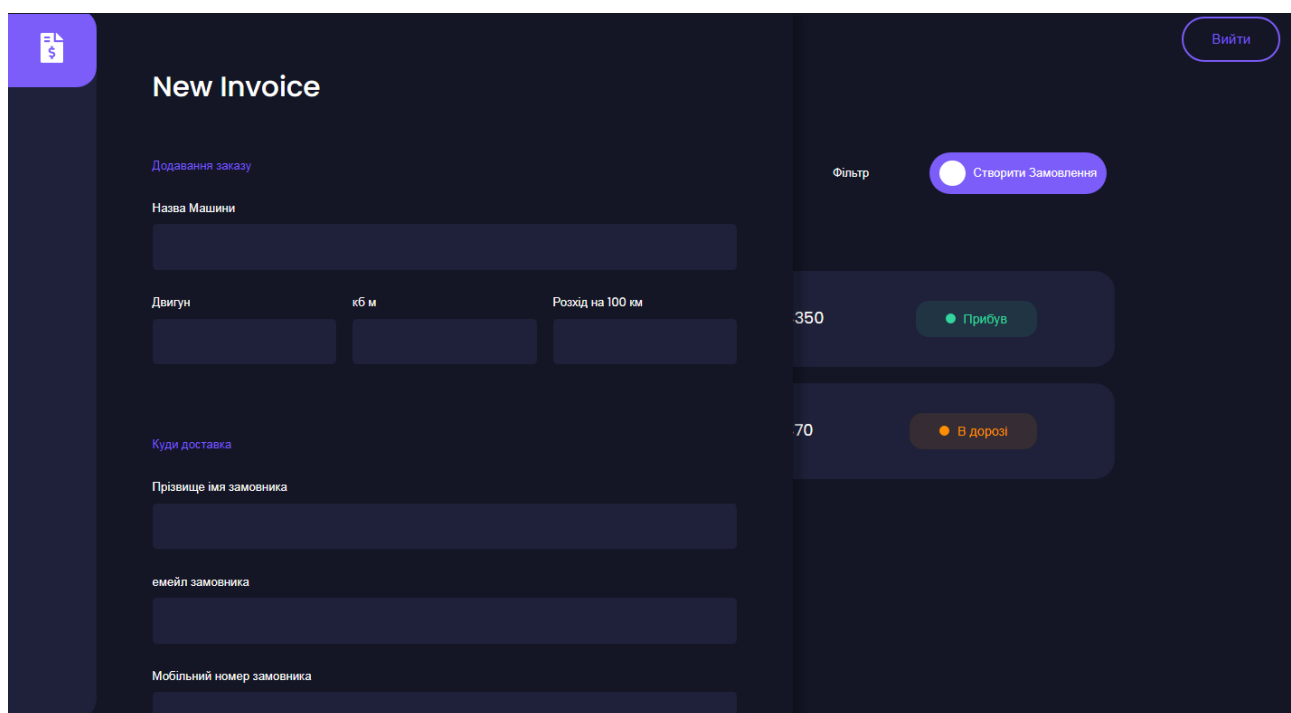 Вийти
New Invoice
Додавання заказу
Фільтр
Створити Замовлення
Назва Машини
Двигун
кб м
Розхід на 100 км
350
Прибув
70
В дорозі
Куди доставка
Прізвище імя замовника
емейл замовника
Мобільний номер замовника